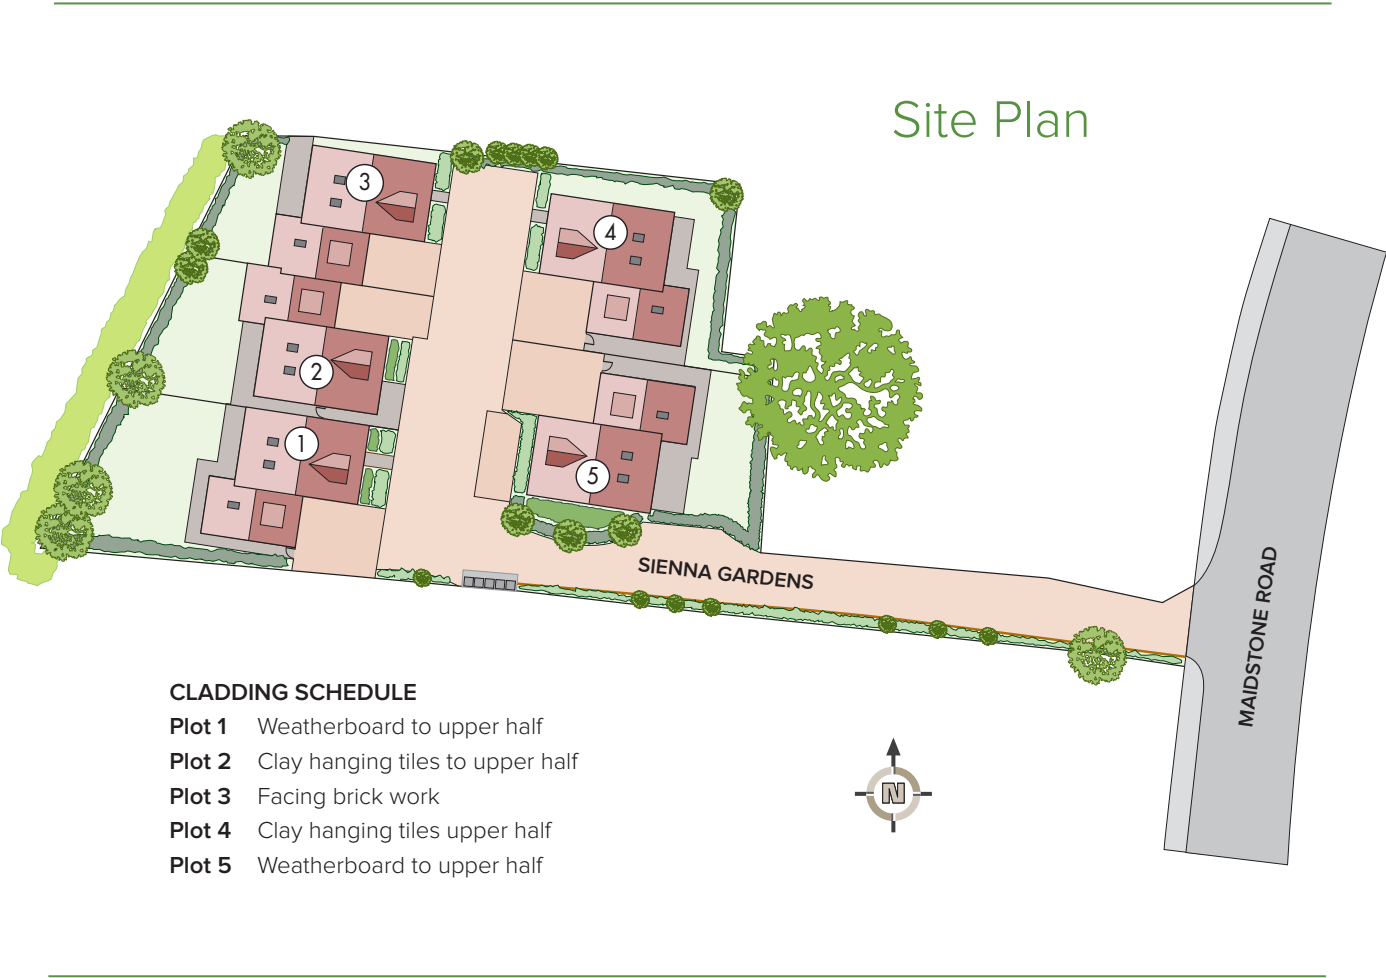 Site Plan
3
4
2
1
5
SIENNA GARDENS
MAIDSTONE ROAD
CLADDING SCHEDULE
Plot 1 Weatherboard to upper half
Plot 2 Clay hanging tiles to upper half
Plot 3 Facing brick work
Plot 4 Clay hanging tiles upper half
Plot 5 Weatherboard to upper half
N